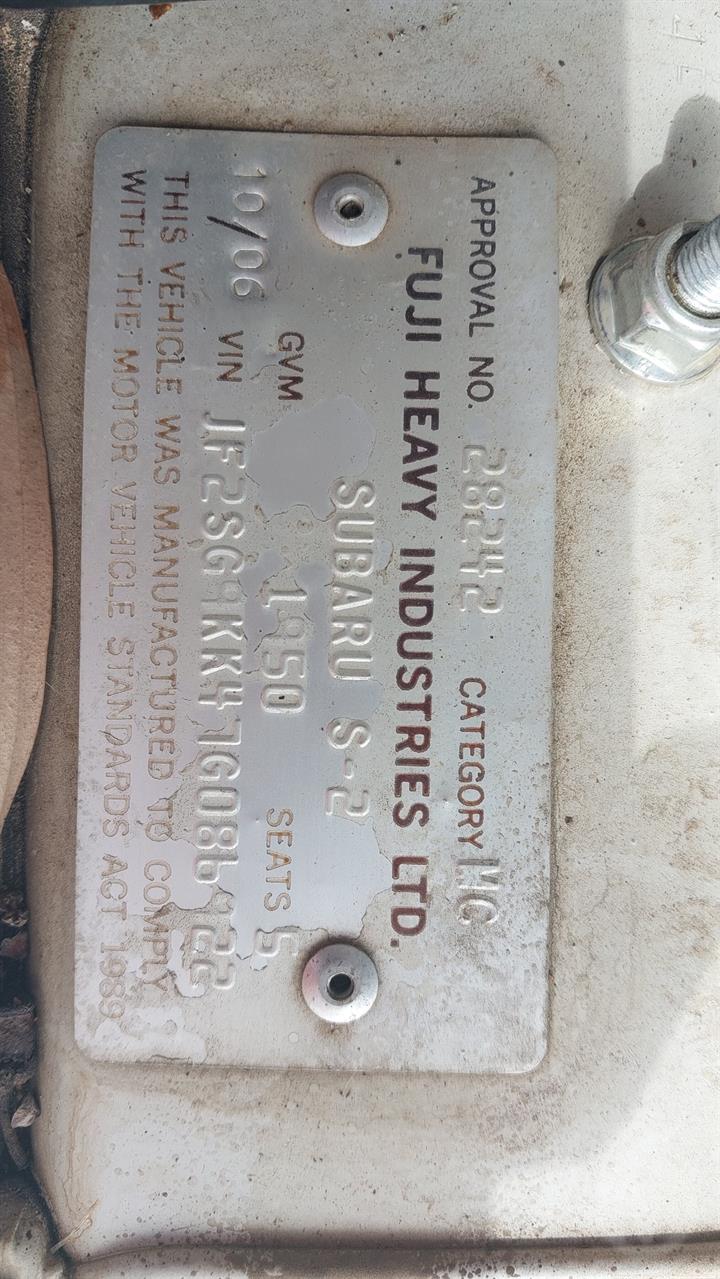 APPROVAL NO. 28242 CATEGORY MC
FUJI HEAVY INDUSTRIES LTD.
SUBARU S-2
GVM 1950 SEATS 5
10/06 VIN JF2SG9KK47G086922
THIS VEHICLE WAS MANUFACTURED TO COMPLY
WITH THE MOTOR VEHICLE STANDARDS ACT 1989